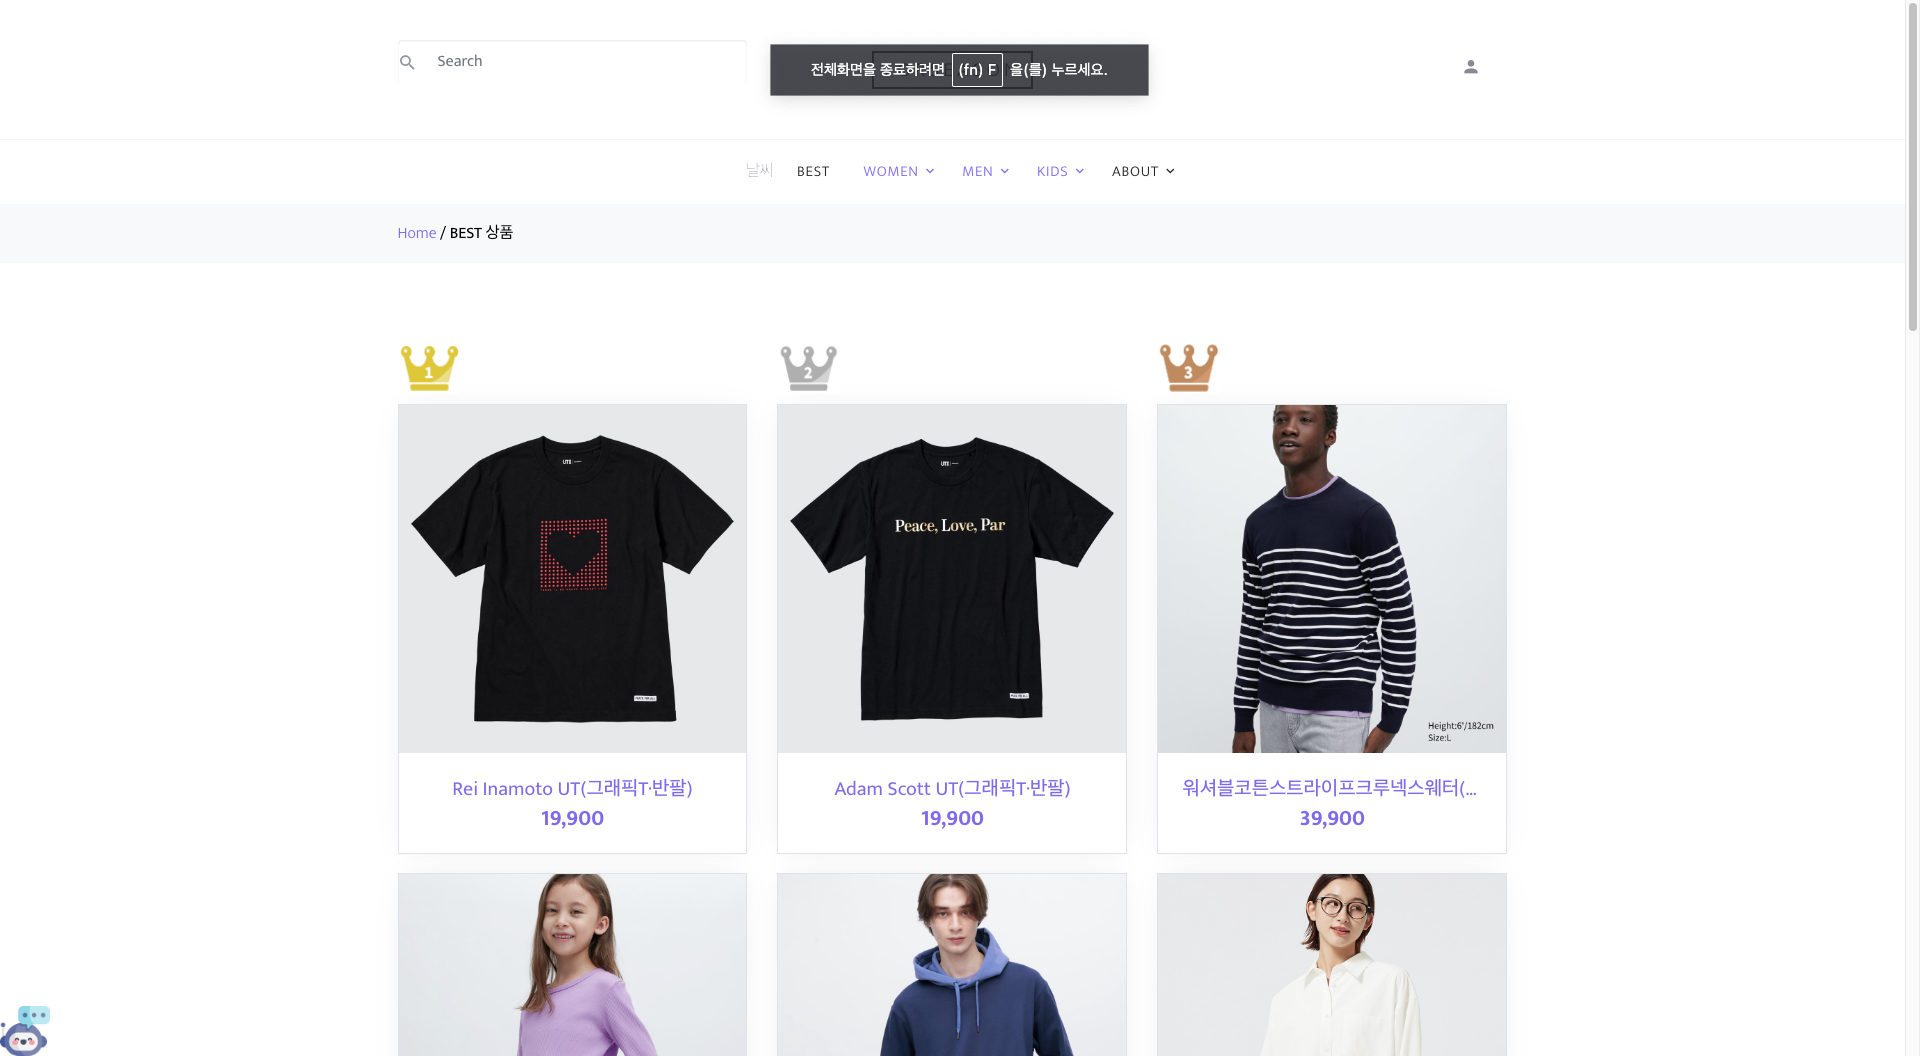 Search
전체화면을 종료하려면 (fn) F 을(를) 누르세요.
날씨 BEST WOMEN MEN KIDS ABOUT
Home / BEST 상품
1
2
3
Peace, Love, Par
Height:6'/182cm
Size:L
Rei Inamoto UT(그래픽T·반팔)
19,900
Adam Scott UT(그래픽T·반팔)
19,900
워셔블코튼스트라이프크루넥스웨터(...
39,900